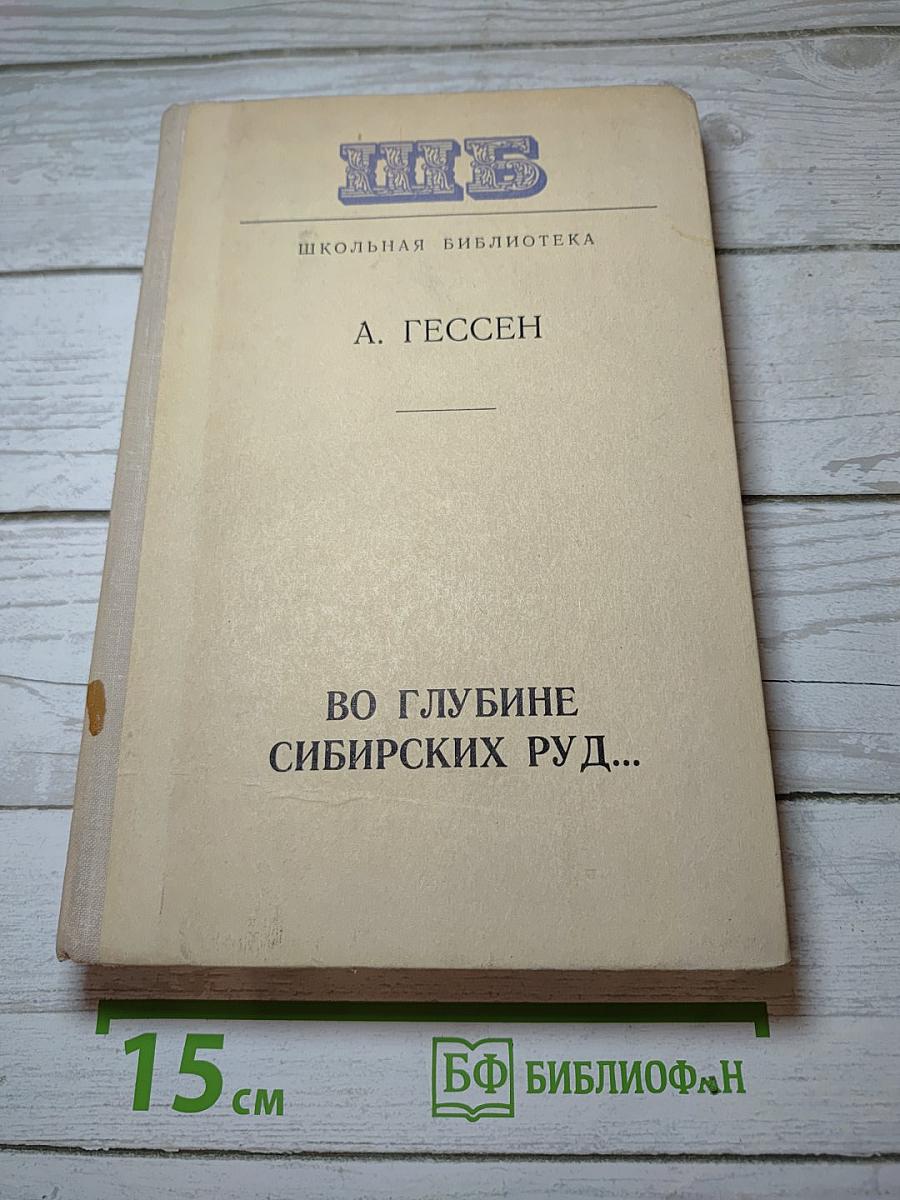 ШБ
ШКОЛЬНАЯ БИБЛИОТЕКА
А. ГЕССЕН
ВО ГЛУБИНЕ
СИБИРСКИХ РУД...
15 см
БФ БИБЛИОФАН